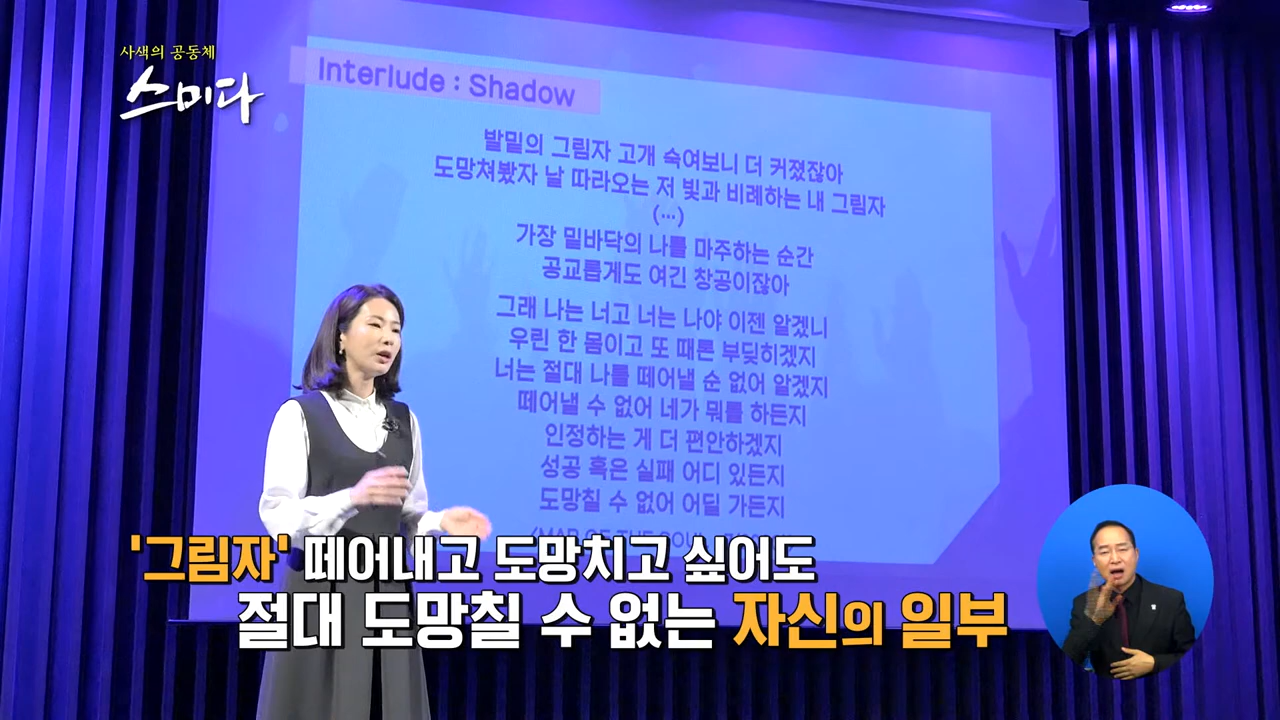 사색의 공동체
스미다
Interlude : Shadow
발밑의 그림자 고개 숙여보니 더 커졌잖아
도망쳐봤자 날 따라오는 저 빛과 비례하는 내 그림자
(…)
가장 밑바닥의 나를 마주하는 순간
공교롭게도 여긴 창공이잖아
그래 나는 너고 너는 나야 이젠 알겠니
우린 한 몸이고 또 때론 부딪히겠지
너는 절대 나를 떼어낼 순 없어 알겠지
떼어낼 수 없어 네가 뭐를 하든지
인정하는 게 더 편안하겠지
성공 혹은 실패 어디 있든지
도망칠 수 없어 어딜 가든지
MAP OF THE SOUL
'그림자' 떼어내고 도망치고 싶어도
절대 도망칠 수 없는 자신의 일부